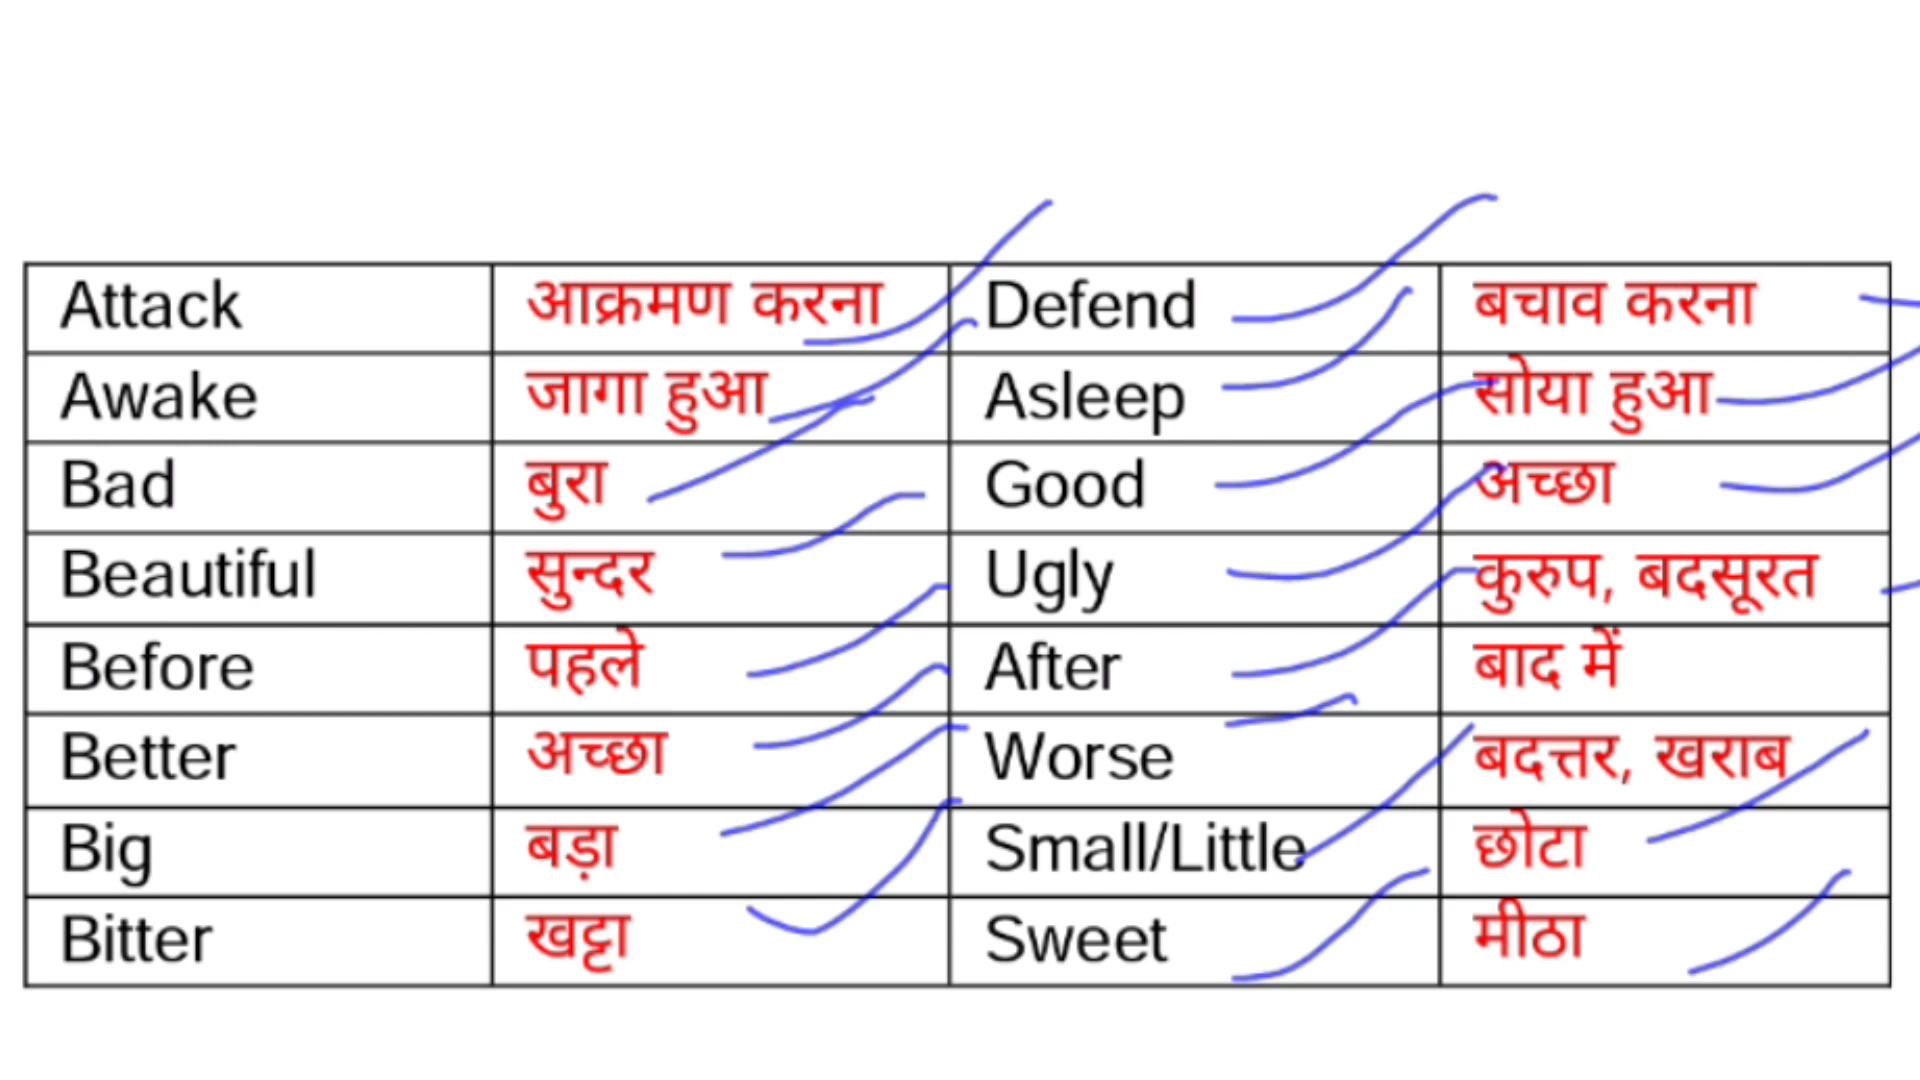 Attack आक्रमण करना Defend बचाव करना
Awake जागा हुआ Asleep सोया हुआ
Bad बुरा Good अच्छा
Beautiful सुन्दर Ugly कुरुप, बदसूरत
Before पहले After बाद में
Better अच्छा Worse बदत्तर, खराब
Big बड़ा Small/Little छोटा
Bitter खट्टा Sweet मीठा